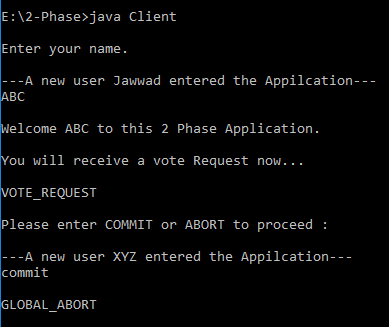 E:\2-Phase>java Client
Enter your name.
---A new user Jawwad entered the Appilcation---
ABC
Welcome ABC to this 2 Phase Application.
You will receive a vote Request now...
VOTE_REQUEST
Please enter COMMIT or ABORT to proceed :
---A new user XYZ entered the Appilcation---
commit
GLOBAL_ABORT